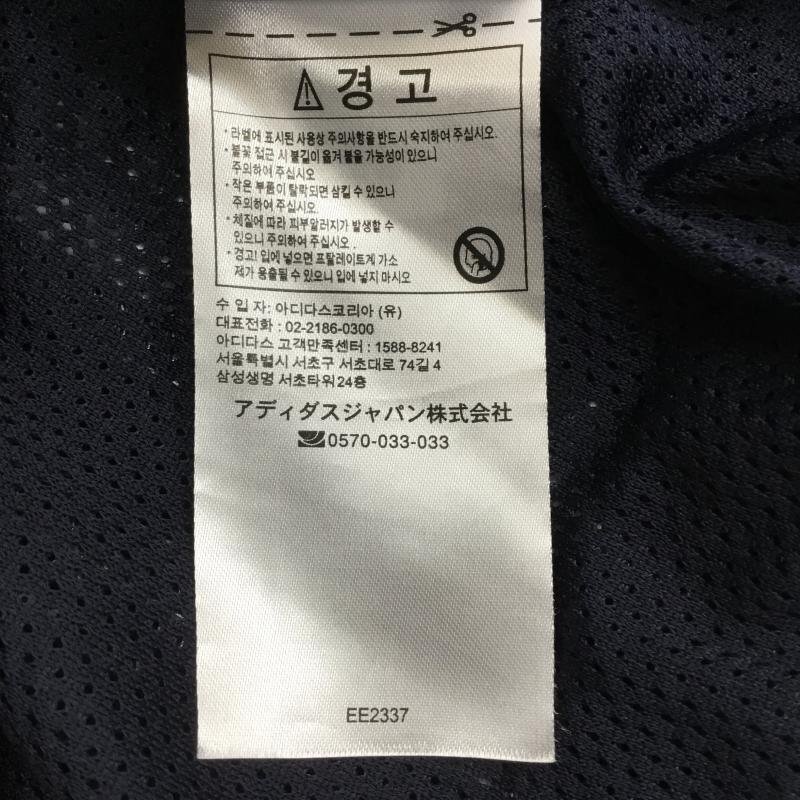 경 고
* 라벨에 표시된 사용상 주의사항을 반드시 숙지하여 주십시오.
* 불꽃 접근 시 불길이 옮겨 붙을 가능성이 있으니
주의하여 주십시오
* 작은 부품이 탈락되면 삼킬 수 있으니
주의하여 주십시오.
* 체질에 따라 피부알러지가 발생할 수
있으니 주의하여 주십시오 .
* 경고! 입에 넣으면 프탈레이트계 가소
제가 용출될 수 있으니 입에 넣지 마시오
수 입 자: 아디다스코리아 (유)
대표전화 : 02-2186-0300
아디다스 고객만족센터 : 1588-8241
서울특별시 서초구 서초대로 74길 4
삼성생명 서초타워24층
アディダスジャパン株式会社
0570-033-033
EE2337